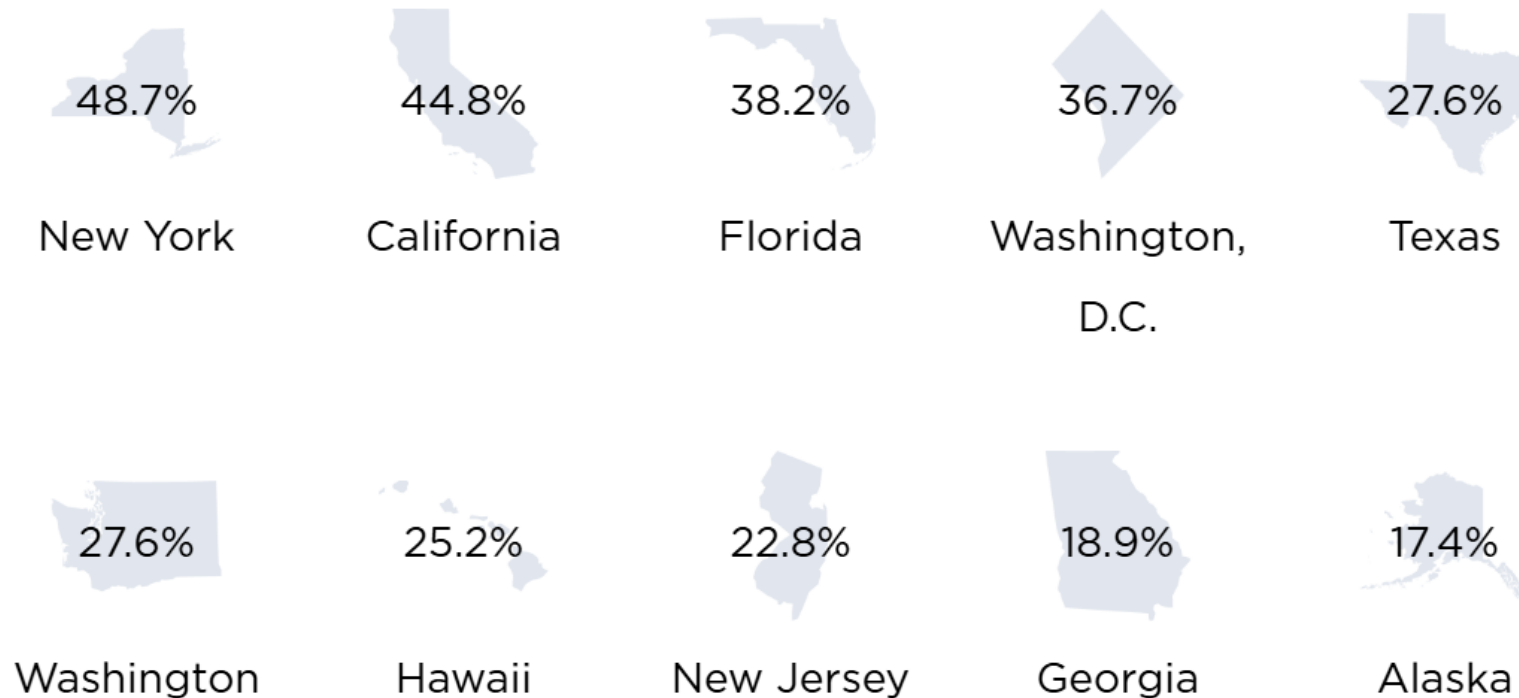 48.7% 44.8% 38.2% 36.7% 27.6%
New York California Florida Washington, Texas
D.C.
27.6% 25.2% 22.8% 18.9% 17.4%
Washington Hawaii New Jersey Georgia Alaska